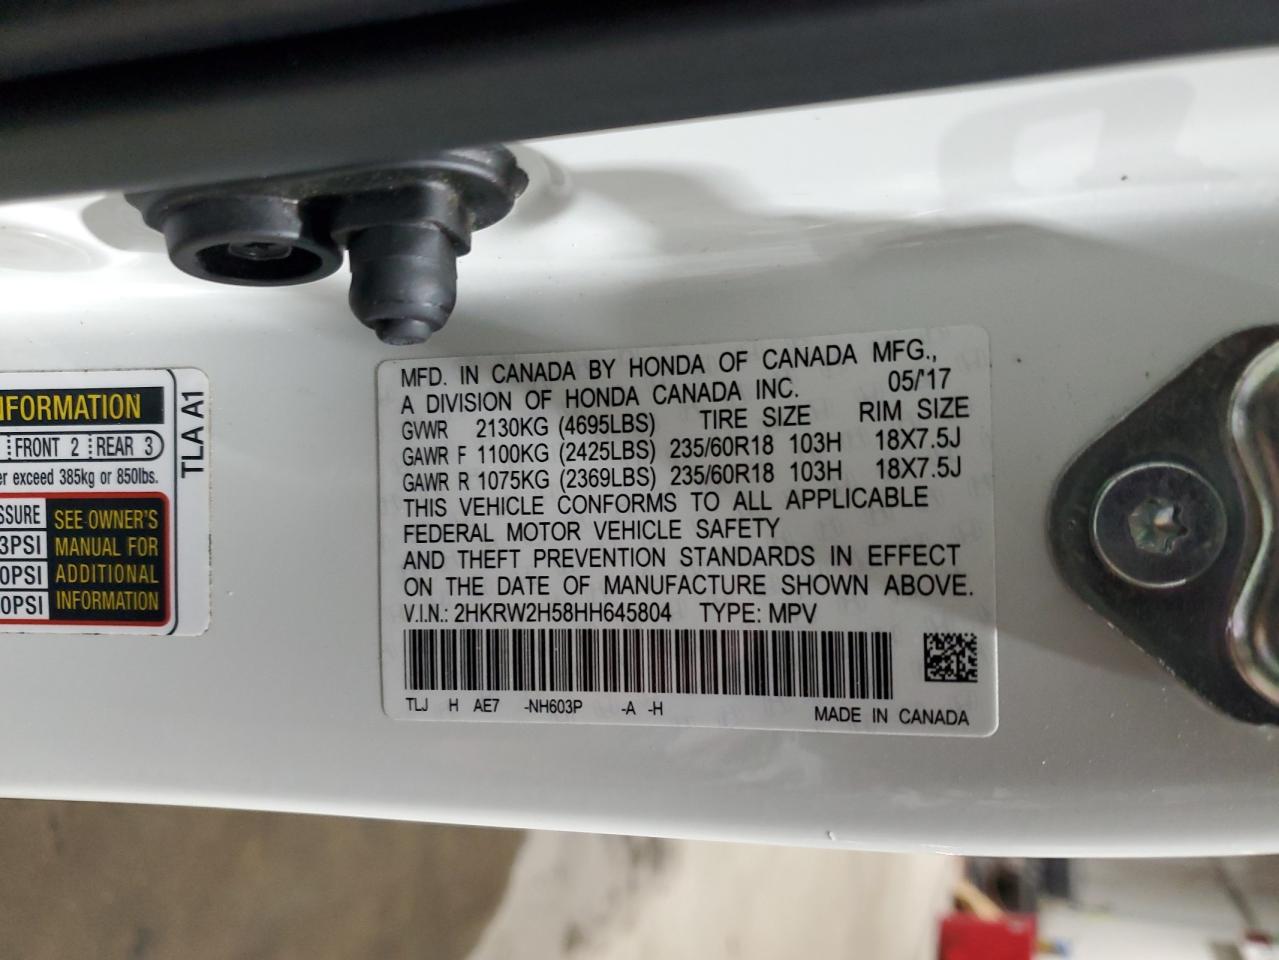 NFORMATION
FRONT 2 REAR 3
er exceed 385kg or 850lbs.
SSURE
3PSI
0PSI
0PSI
SEE OWNER'S
MANUAL FOR
ADDITIONAL
INFORMATION
TLA A1
MFD. IN CANADA BY HONDA OF CANADA MFG.,
A DIVISION OF HONDA CANADA INC. 05/'17
GVWR 2130KG (4695LBS) TIRE SIZE RIM SIZE
GAWR F 1100KG (2425LBS) 235/60R18 103H 18X7.5J
GAWR R 1075KG (2369LBS) 235/60R18 103H 18X7.5J
THIS VEHICLE CONFORMS TO ALL APPLICABLE
FEDERAL MOTOR VEHICLE SAFETY
AND THEFT PREVENTION STANDARDS IN EFFECT
ON THE DATE OF MANUFACTURE SHOWN ABOVE.
V.I.N.: 2HKRW2H58HH645804 TYPE: MPV
TLJ H AE7 -NH603P -A -H MADE IN CANADA